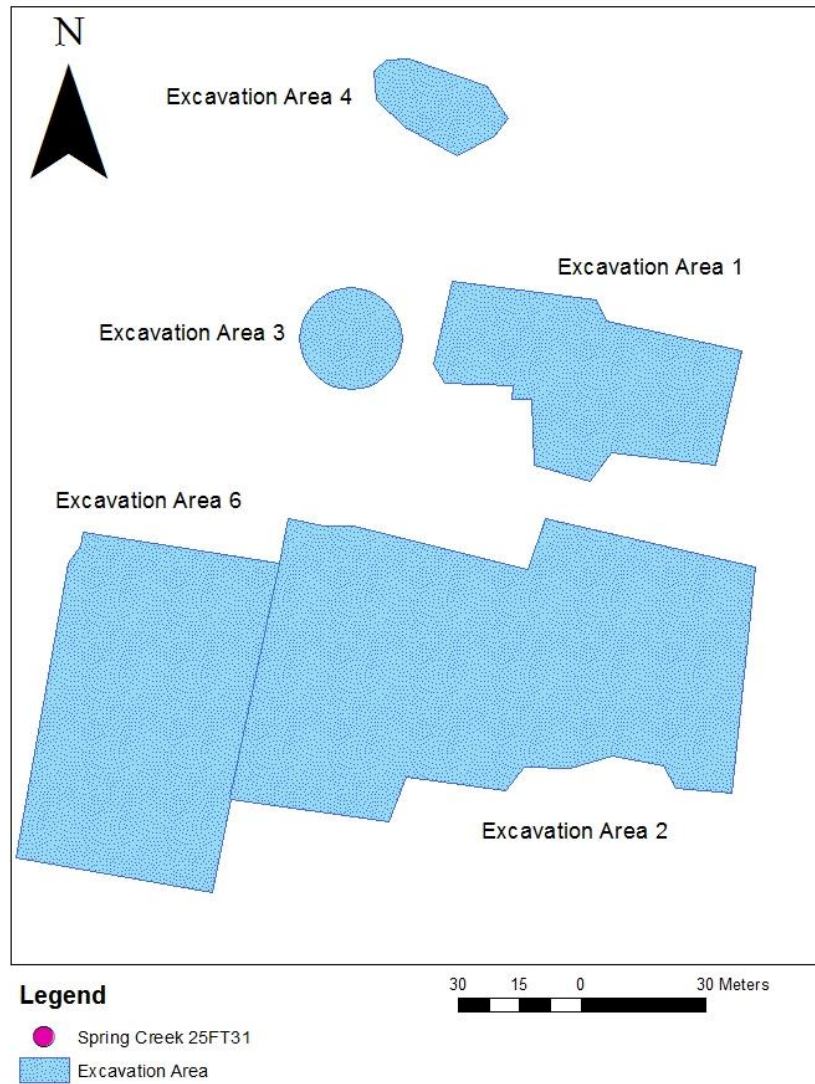 N
Excavation Area 4
Excavation Area 1
Excavation Area 3
Excavation Area 6
Excavation Area 2
30 15 0 30 Meters
Legend
Spring Creek 25FT31
Excavation Area